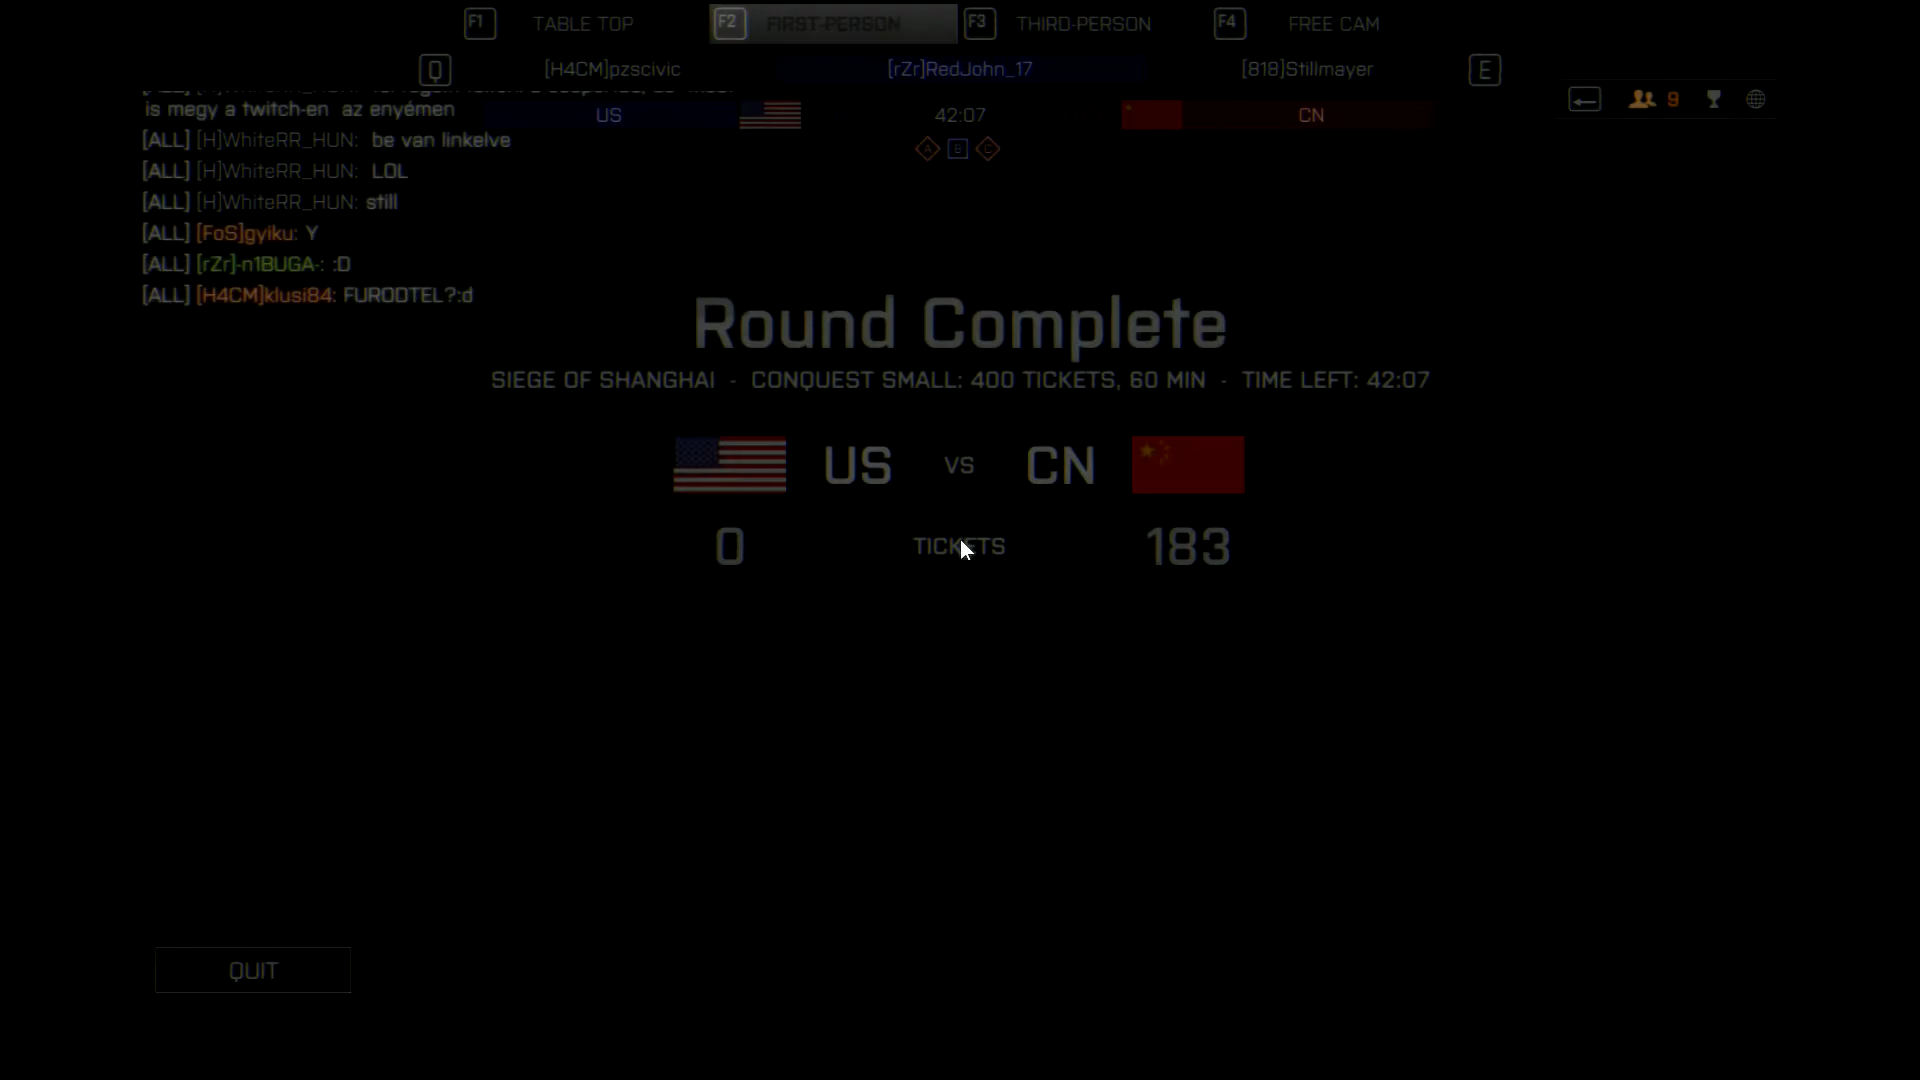 F1 TABLE TOP F2 FIRST-PERSON F3 THIRD-PERSON F4 FREE CAM
Q [H4CM]pzscivic [rZr]RedJohn_17 [818]Stillmayer E
is megy a twitch-en az enyémen
US 42:07 CN
9
[ALL] [H]WhiteRR_HUN: be van linkelve
A B C
[ALL] [H]WhiteRR_HUN: LOL
[ALL] [H]WhiteRR_HUN: still
[ALL] [FoS]gyiku: Y
[ALL] [rZr]-n1BUGA-: :D
[ALL] [H4CM]klusi84: FURODTEL?:d
Round Complete
SIEGE OF SHANGHAI - CONQUEST SMALL: 400 TICKETS, 60 MIN - TIME LEFT: 42:07
US VS CN
0 TICKETS 183
QUIT